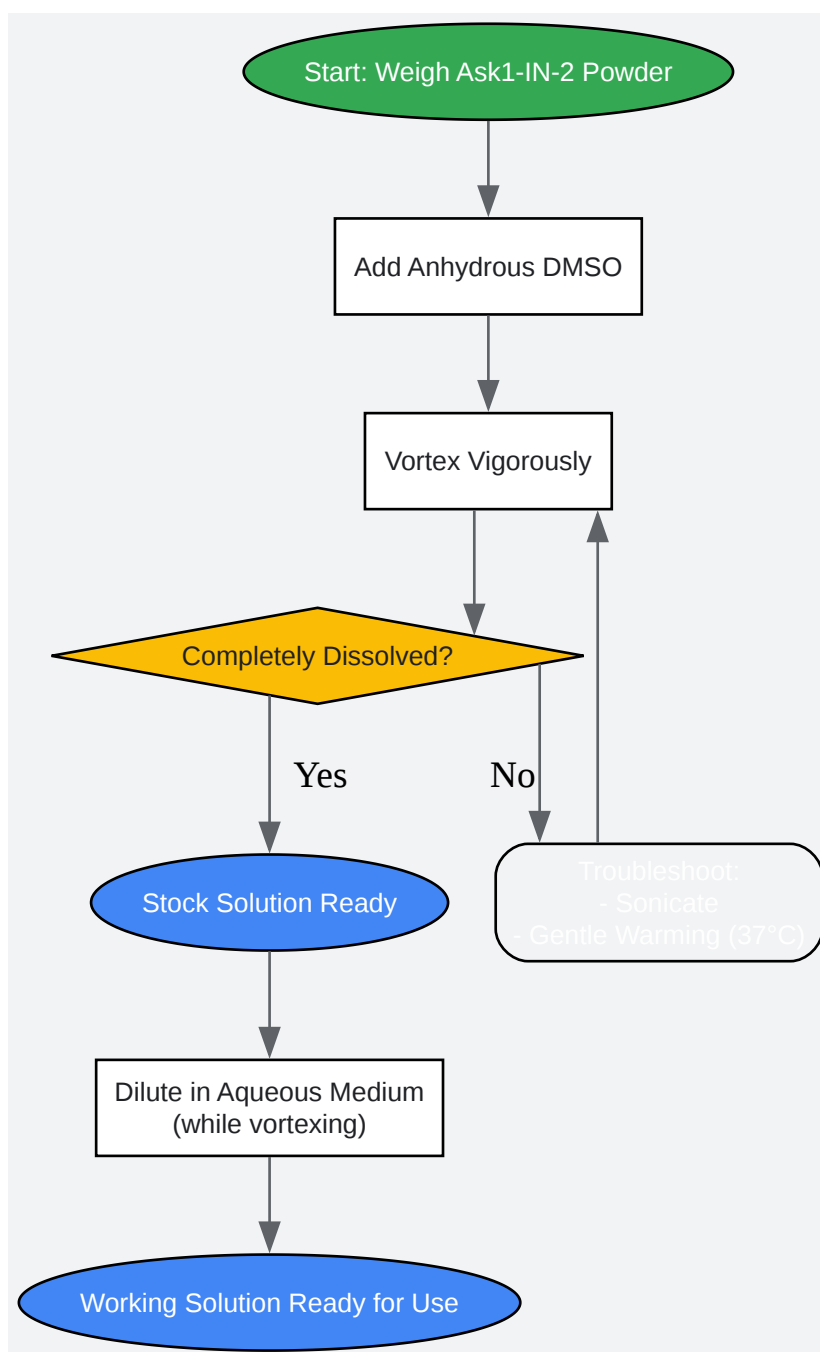 Start: Weigh Ask1-IN-2 Powder
Add Anhydrous DMSO
Vortex Vigorously
Completely Dissolved?
Yes
No
Stock Solution Ready
Troubleshoot:
- Sonicate
- Gentle Warming (37°C)
Dilute in Aqueous Medium
(while vortexing)
Working Solution Ready for Use